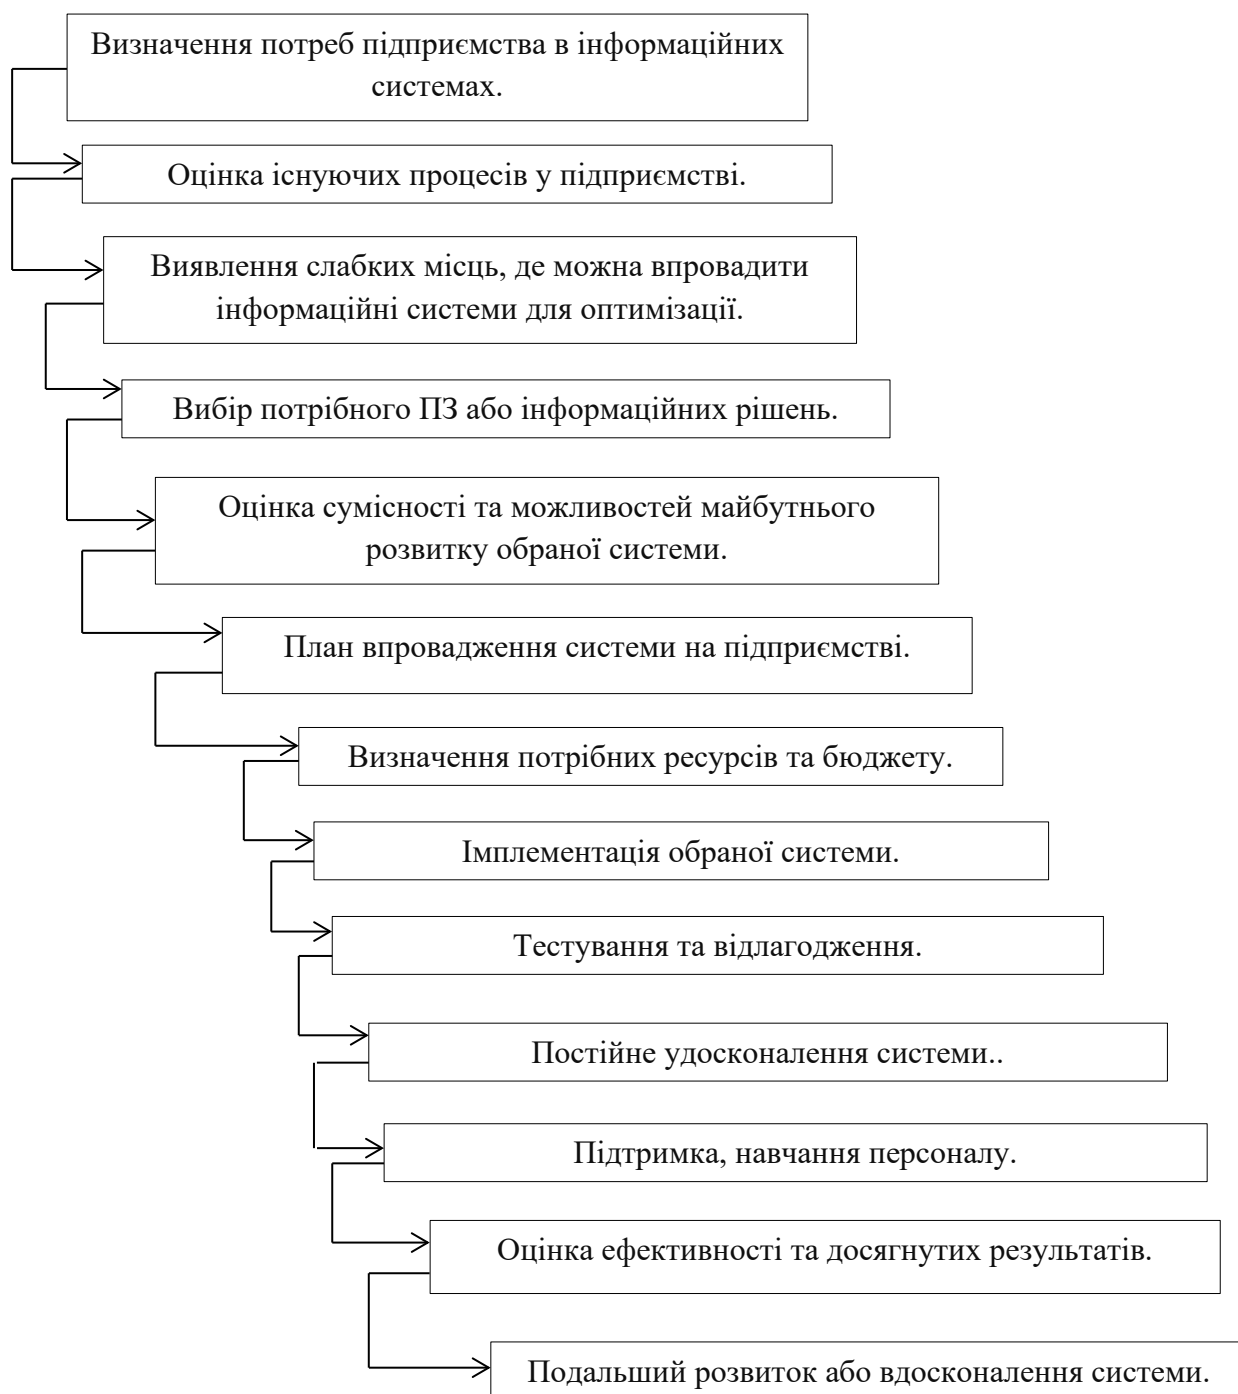 Визначення потреб підприємства в інформаційних
системах.
Оцінка існуючих процесів у підприємстві.
Виявлення слабких місць, де можна впровадити
інформаційні системи для оптимізації.
Вибір потрібного ПЗ або інформаційних рішень.
Оцінка сумісності та можливостей майбутнього
розвитку обраної системи.
План впровадження системи на підприємстві.
Визначення потрібних ресурсів та бюджету.
Імплементація обраної системи.
Тестування та відлагодження.
Постійне удосконалення системи..
Підтримка, навчання персоналу.
Оцінка ефективності та досягнутих результатів.
Подальший розвиток або вдосконалення системи.